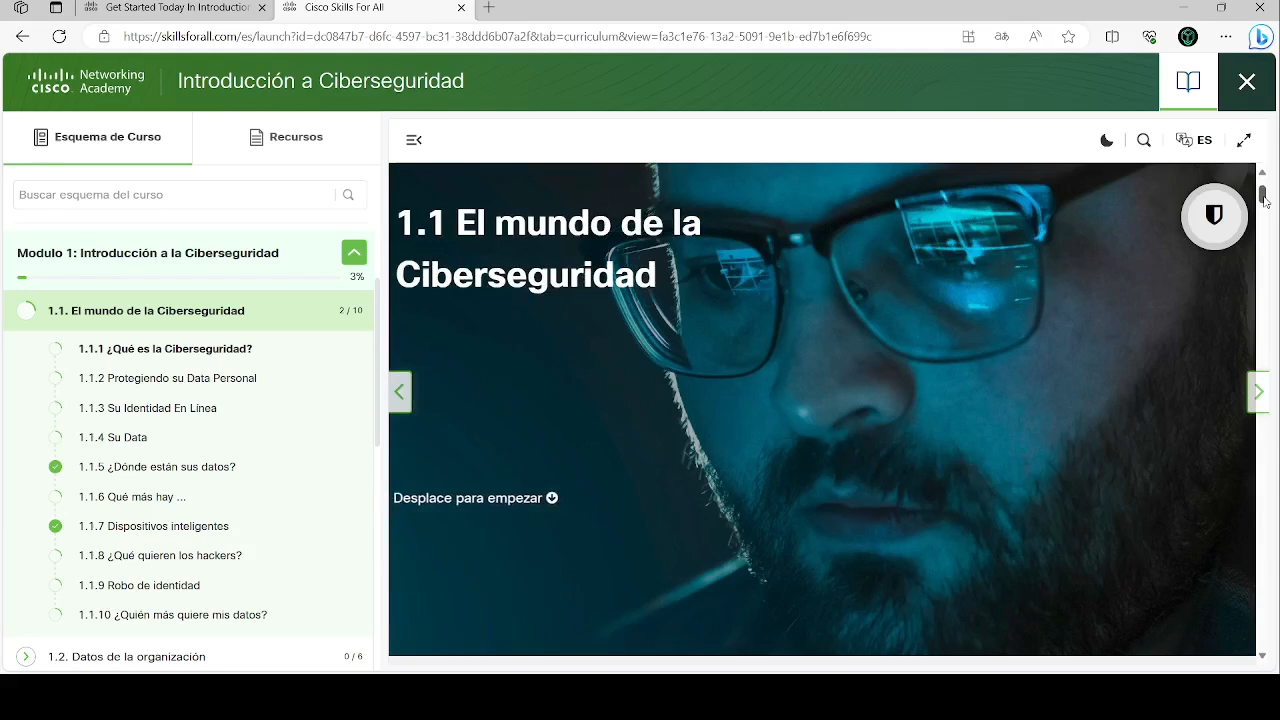 Get Started Today In Introduction
Cisco Skills For All
https://skillsforall.com/es/launch?id=dc0847b7-d6fc-4597-bc31-38ddd6b07a2f&tab=curriculum&view=fa3c1e76-13a2-5091-9e1b-ed7b1e6f699c
CISCO
Networking
Academy
Introducción a Ciberseguridad
Esquema de Curso
Recursos
ES
Buscar esquema del curso
Modulo 1: Introducción a la Ciberseguridad
3%
1.1. El mundo de la Ciberseguridad 2 / 10
1.1.1 ¿Qué es la Ciberseguridad?
1.1.2 Protegiendo su Data Personal
1.1.3 Su Identidad En Línea
1.1.4 Su Data
1.1.5 ¿Dónde están sus datos?
1.1.6 Qué más hay ...
1.1.7 Dispositivos inteligentes
1.1.8 ¿Qué quieren los hackers?
1.1.9 Robo de identidad
1.1.10 ¿Quién más quiere mis datos?
1.2. Datos de la organización 0 / 6
1.1 El mundo de la
Ciberseguridad
Desplace para empezar